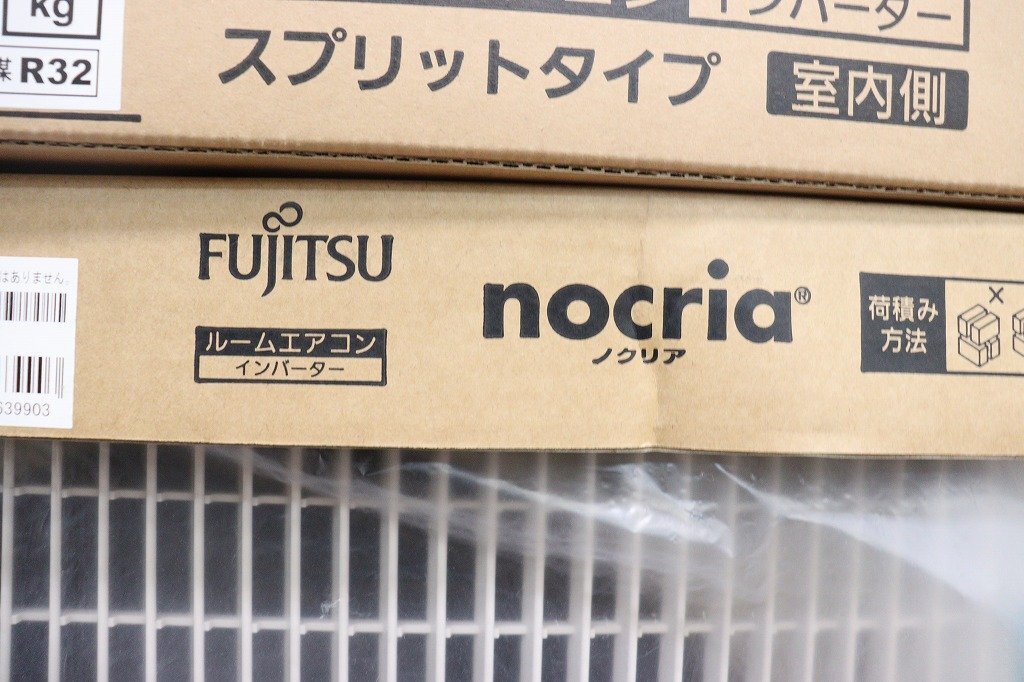 kg
インバーター
媒 R32
スプリットタイプ 室内側
FUJITSU
nocria®
ノクリア
ルームエアコン
インバーター
はありません。
639903
荷積み
方法
×